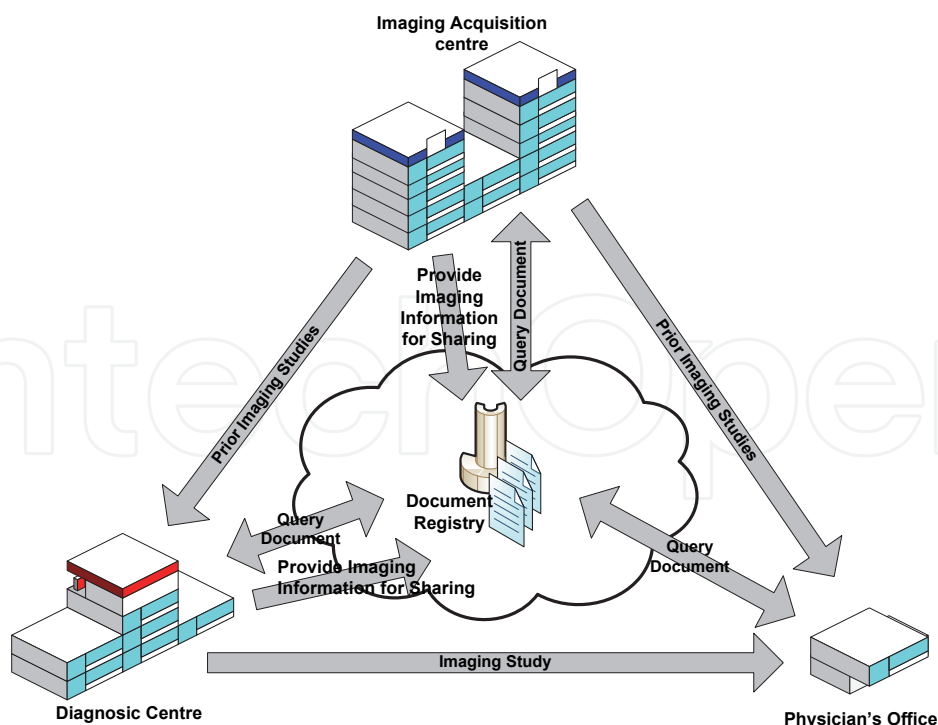 Imaging Acquisition
centre
Provide
Imaging
Information
for Sharing
Query Document
Prior Imaging Studies
Prior Imaging Studies
Document
Registry
Query
Document
Provide Imaging
Information for Sharing
Query
Document
Imaging Study
Diagnosic Centre
Physician's Office
ntechOpe